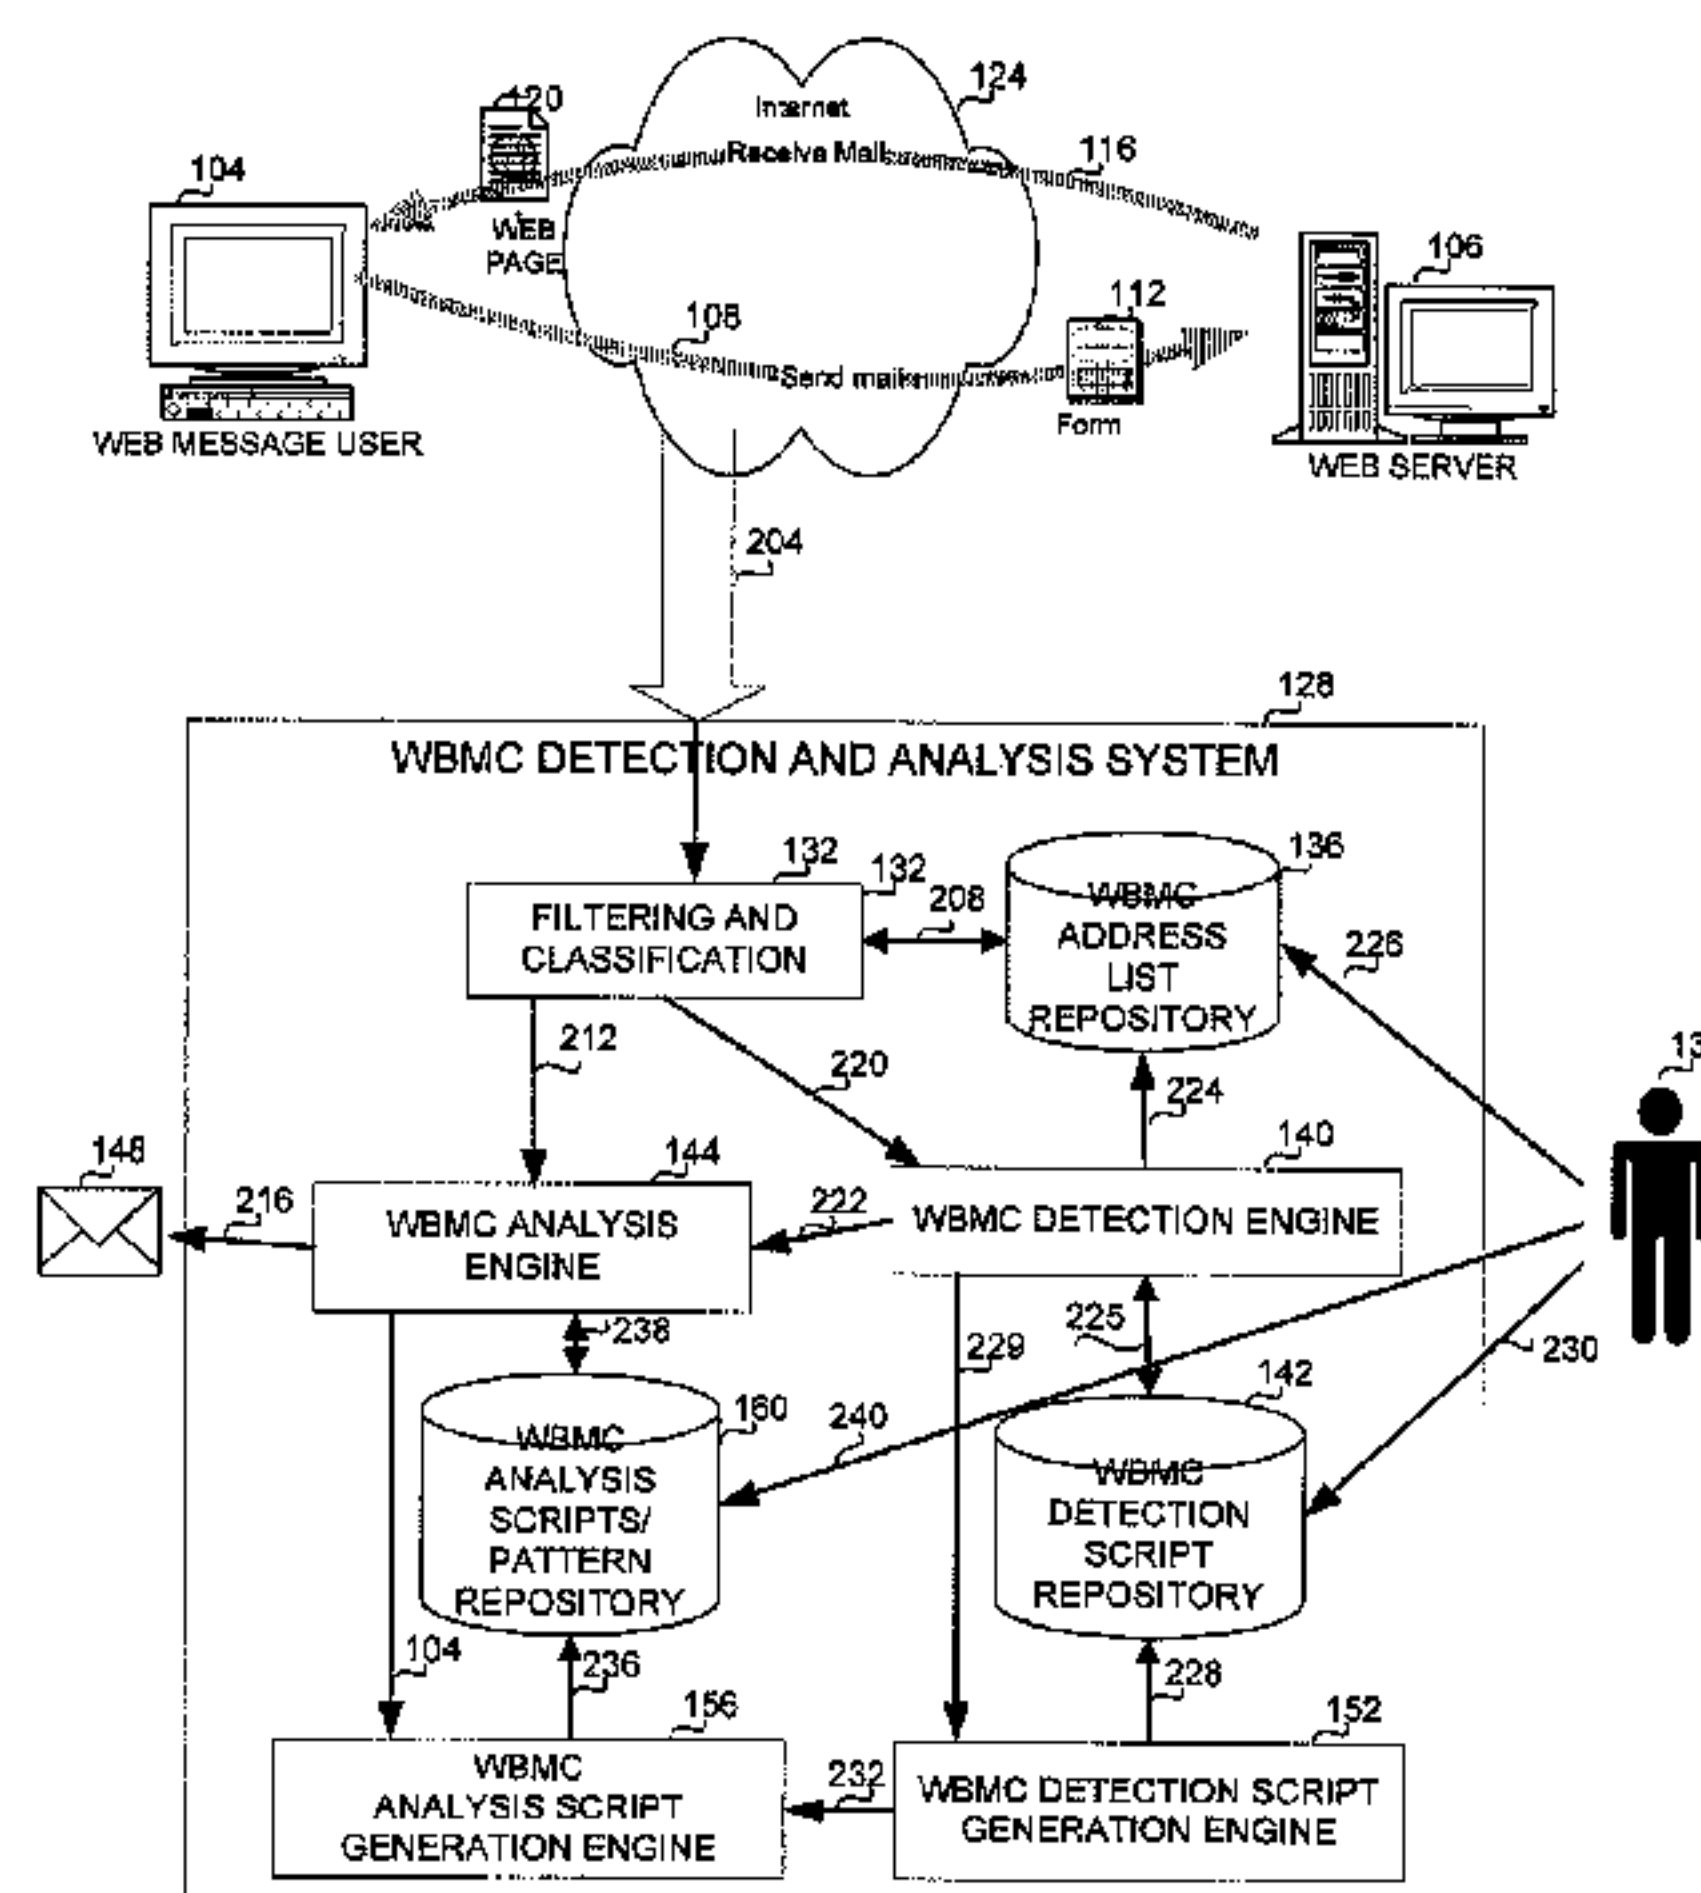 124
Internet
120
Receive Mail
116
104
WEB
PAGE
106
112
108
Send mail
Form
WEB MESSAGE USER
WEB SERVER
204
128
WBMC DETECTION AND ANALYSIS SYSTEM
132
132
136
FILTERING AND
CLASSIFICATION
208
WBMC
ADDRESS
LIST
REPOSITORY
226
212
220
224
13
148
144
140
216
WBMC ANALYSIS
ENGINE
222
WBMC DETECTION ENGINE
238
225
229
230
160
142
240
WBMC
ANALYSIS
SCRIPTS/
PATTERN
REPOSITORY
WBMC
DETECTION
SCRIPT
REPOSITORY
104
236
228
156
152
WBMC
ANALYSIS SCRIPT
GENERATION ENGINE
232
WBMC DETECTION SCRIPT
GENERATION ENGINE